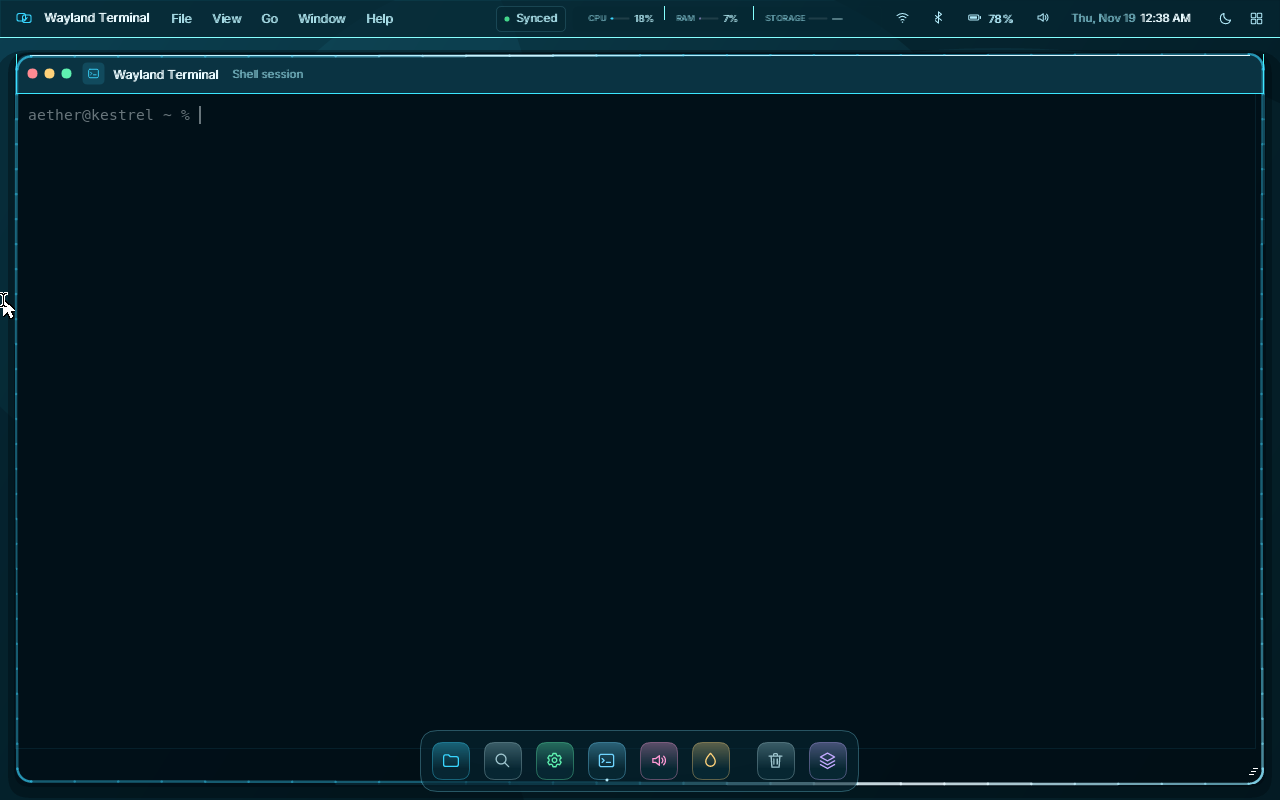 Wayland Terminal File View Go Window Help Synced CPU 18% RAM 7% STORAGE — 78% Thu, Nov 19 12:38 AM
Wayland Terminal Shell session
aether@kestrel ~ %